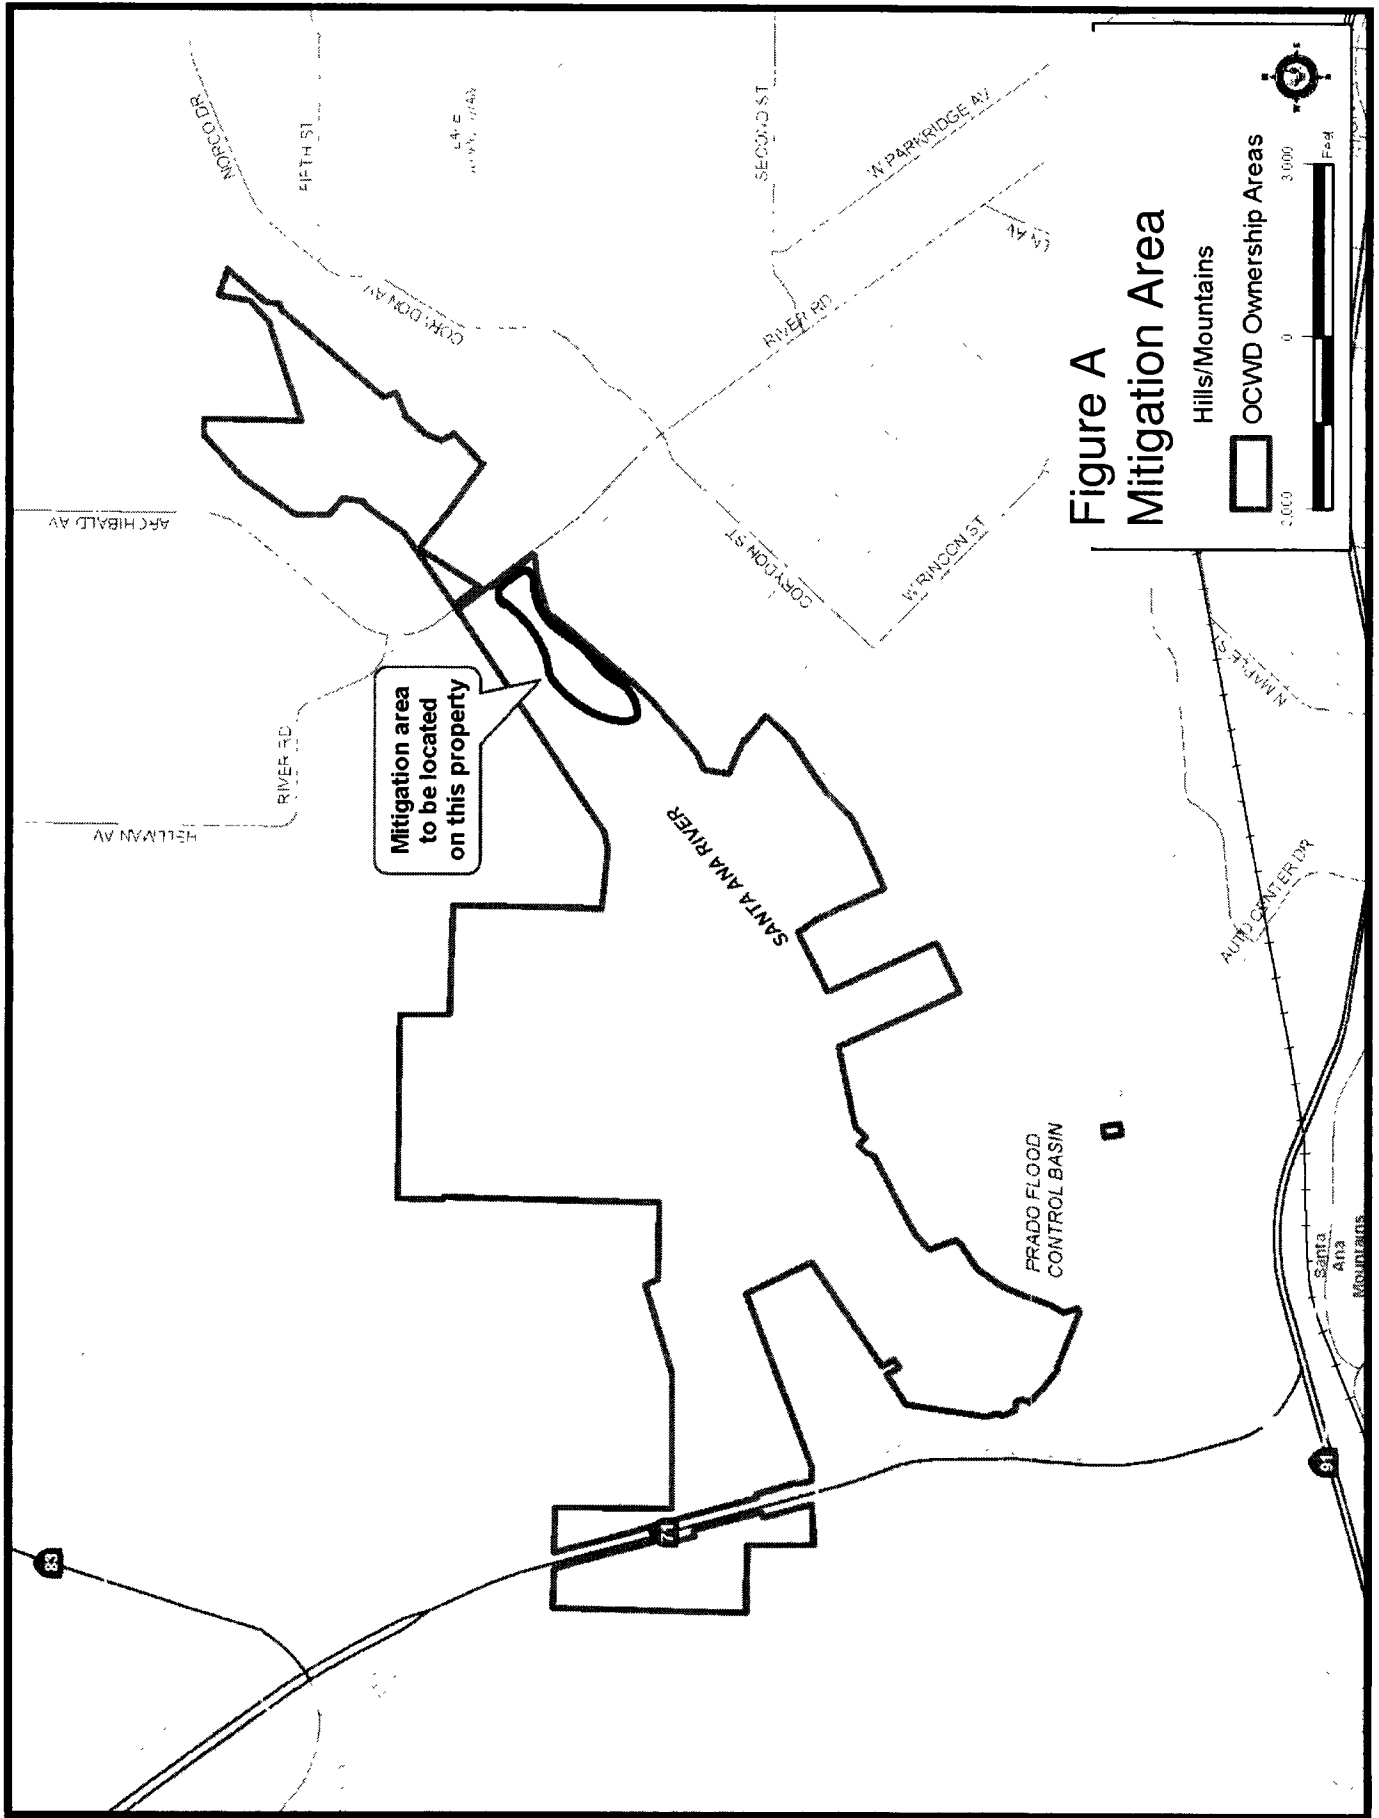 NORCO DR
FIFTH ST
SECOND ST
W PARKRIDGE AV
CORYDON AV
RIVER RD
ARCHIBALD AV
CORYDON ST
W RINCON ST
RIVER RD
HELLMAN AV
Mitigation area
to be located
on this property
SANTA ANA RIVER
N MAPLE ST
AUTO CENTER DR
PRADO FLOOD
CONTROL BASIN
Santa
Ana
Mountains
83
71
91
Figure A
Mitigation Area
Hills/Mountains
OCWD Ownership Areas
0
3,000
Feet
N
E
S
W